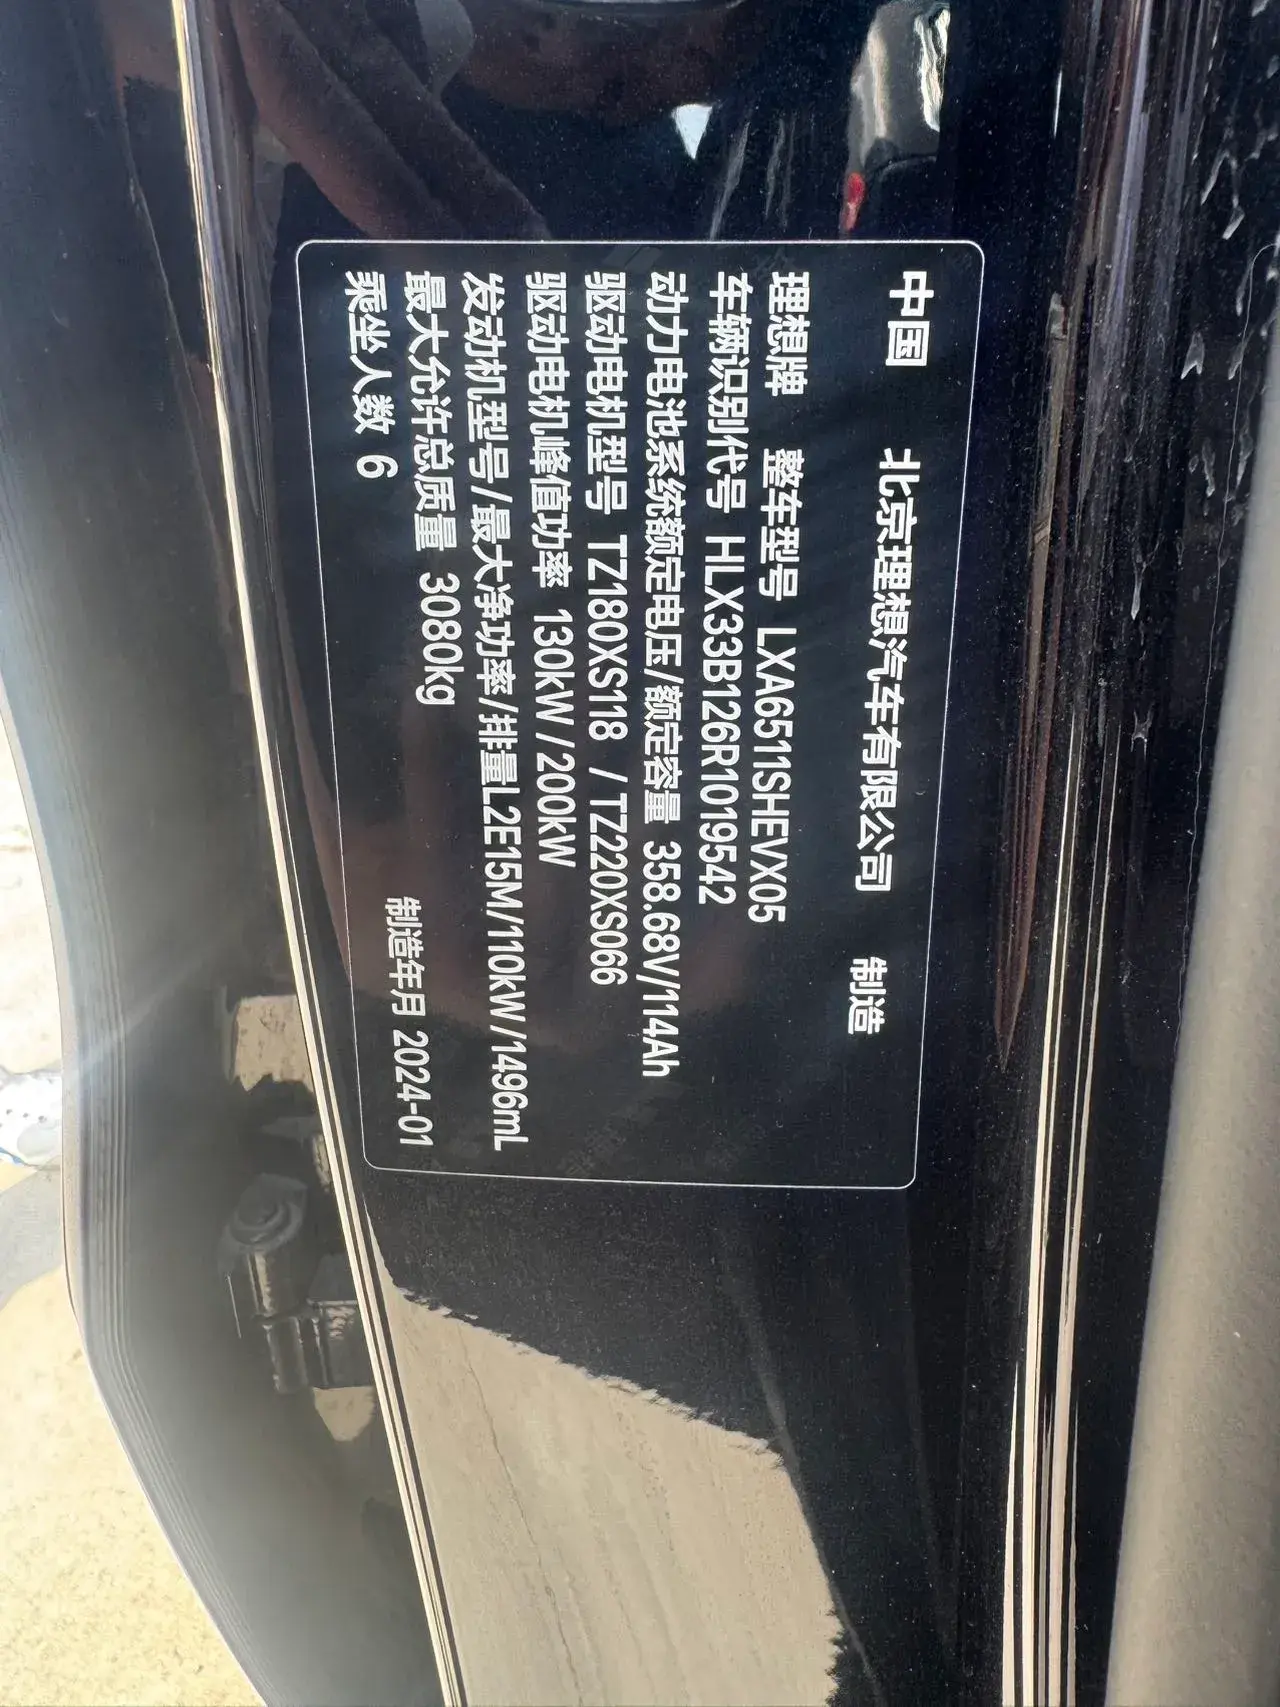 中国 北京理想汽车有限公司 制造
理想牌 整车型号 LXA6511SHEVX05
车辆识别代号 HLX33B126R1019542
动力电池系统额定电压/额定容量 358.68V/114Ah
驱动电机型号 TZ180XS118 /TZ220XS066
驱动电机峰值功率 130kW/200kW
发动机型号/最大净功率/排量L2E15M/110kW/1496mL
最大允许总质量 3080kg
乘坐人数 6 制造年月 2024-01